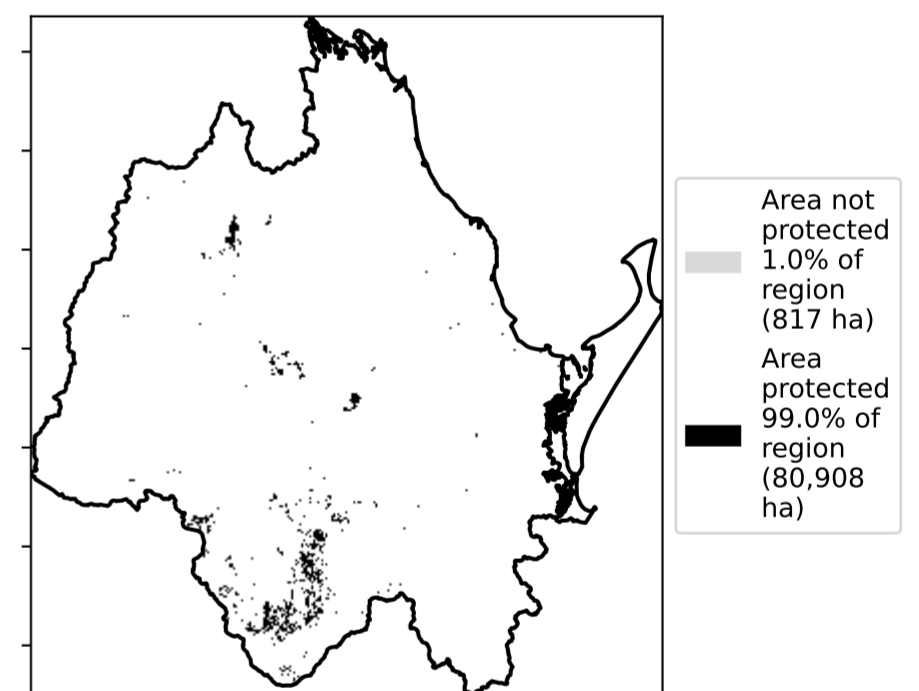 Area not
protected
1.0% of
region
(817 ha)
Area
protected
99.0% of
region
(80,908
ha)